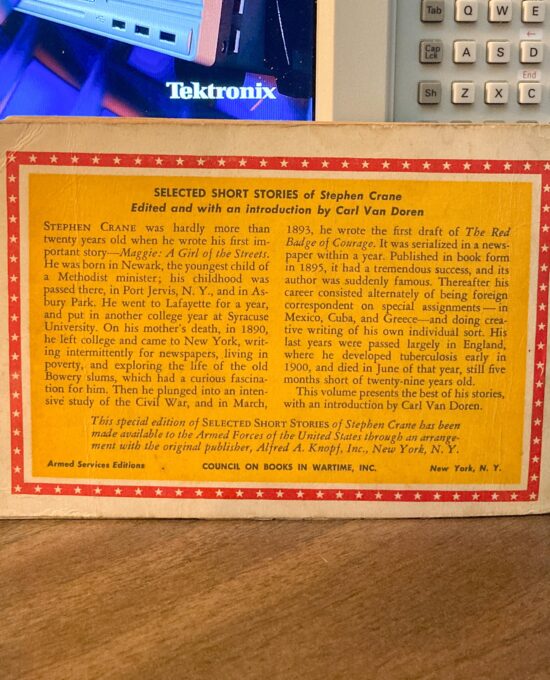 Tektronix
Tab Q W E
Cap Lck A S D
End
Sh Z X C
SELECTED SHORT STORIES of Stephen Crane
Edited and with an introduction by Carl Van Doren
STEPHEN CRANE was hardly more than
twenty years old when he wrote his first im-
portant story—Maggie: A Girl of the Streets.
He was born in Newark, the youngest child of
a Methodist minister; his childhood was
passed there, in Port Jervis, N. Y., and in As-
bury Park. He went to Lafayette for a year,
and put in another college year at Syracuse
University. On his mother's death, in 1890,
he left college and came to New York, writ-
ing intermittently for newspapers, living in
poverty, and exploring the life of the old
Bowery slums, which had a curious fascina-
tion for him. Then he plunged into an inten-
sive study of the Civil War, and in March,
1893, he wrote the first draft of The Red
Badge of Courage. It was serialized in a news-
paper within a year. Published in book form
in 1895, it had a tremendous success, and its
author was suddenly famous. Thereafter his
career consisted alternately of being foreign
correspondent on special assignments—in
Mexico, Cuba, and Greece—and doing crea-
tive writing of his own individual sort. His
last years were passed largely in England,
where he developed tuberculosis early in
1900, and died in June of that year, still five
months short of twenty-nine years old.
This volume presents the best of his stories,
with an introduction by Carl Van Doren.
This special edition of SELECTED SHORT STORIES of Stephen Crane has been
made available to the Armed Forces of the United States through an arrange-
ment with the original publisher, Alfred A. Knopf, Inc., New York, N. Y.
Armed Services Editions COUNCIL ON BOOKS IN WARTIME, INC. New York, N. Y.